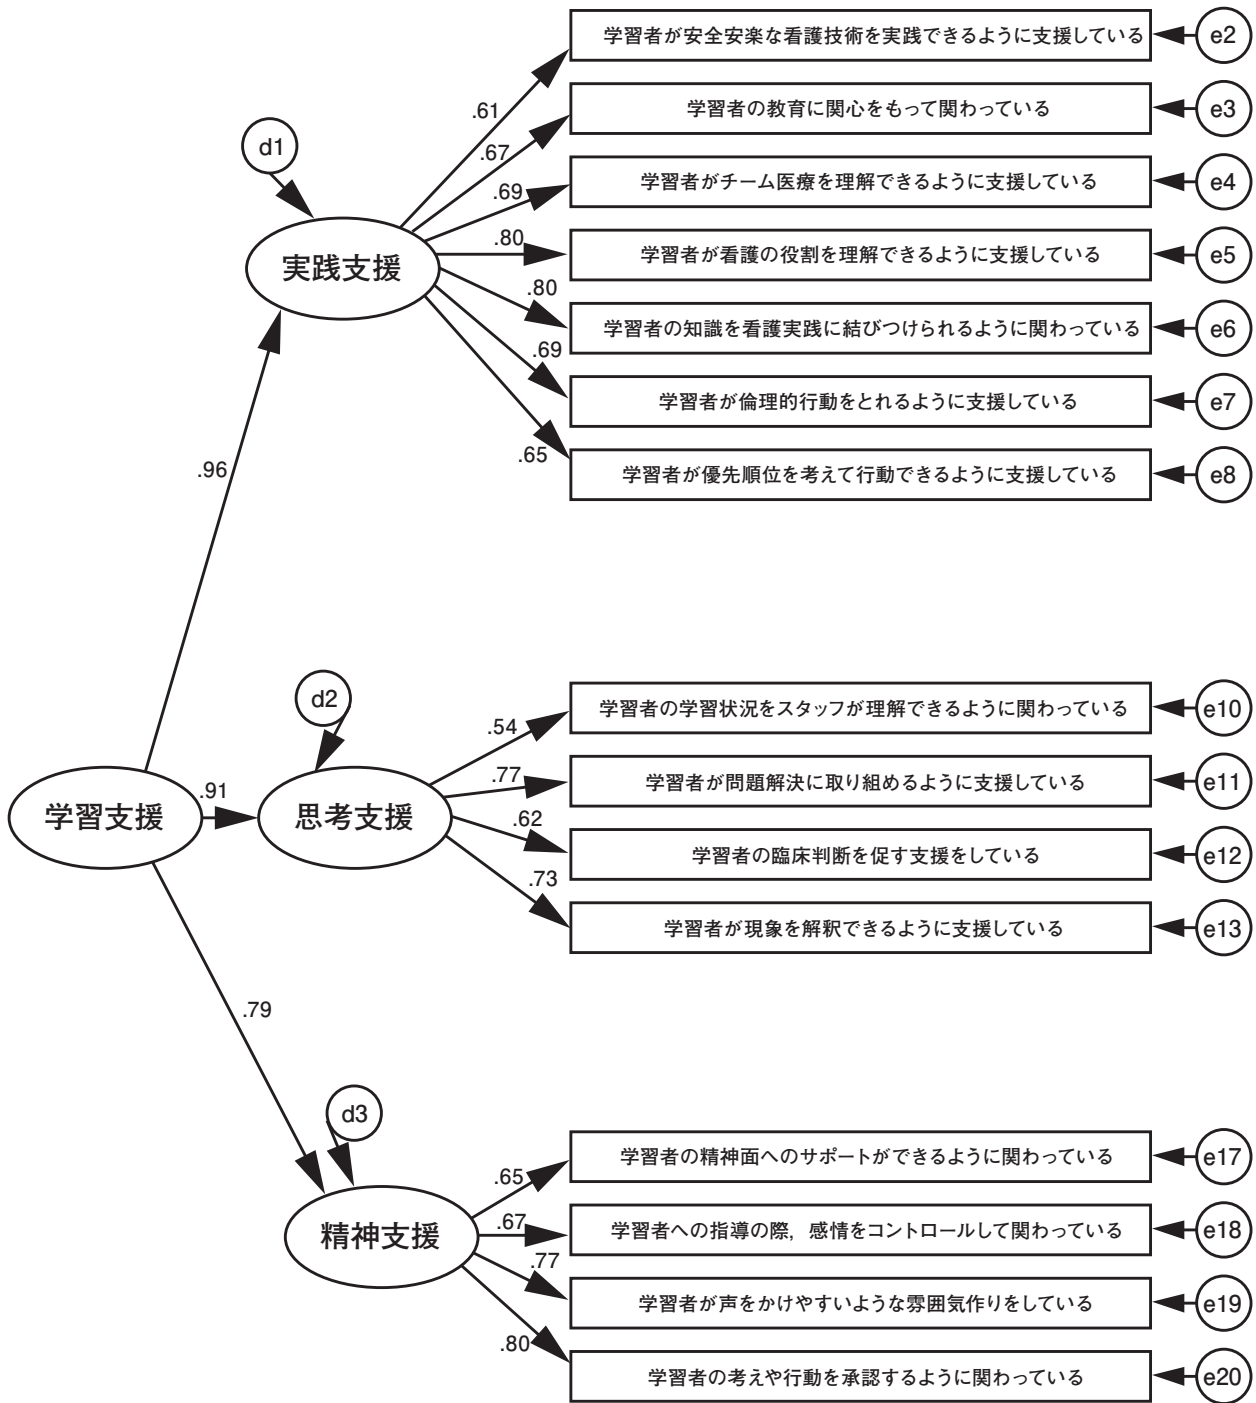 学習者が安全安楽な看護技術を実践できるように支援している
e2
.61
学習者の教育に関心をもって関わっている
e3
d1
.67
学習者がチーム医療を理解できるように支援している
e4
.69
実践支援
.80
学習者が看護の役割を理解できるように支援している
e5
.80
学習者の知識を看護実践に結びつけられるように関わっている
e6
.69
学習者が倫理的行動をとれるように支援している
e7
.65
学習者が優先順位を考えて行動できるように支援している
e8
.96
d2
.54
学習者の学習状況をスタッフが理解できるように関わっている
e10
.77
学習者が問題解決に取り組めるように支援している
e11
学習支援
.91
思考支援
.62
学習者の臨床判断を促す支援をしている
e12
.73
学習者が現象を解釈できるように支援している
e13
.79
d3
.65
学習者の精神面へのサポートができるように関わっている
e17
精神支援
.67
学習者への指導の際，感情をコントロールして関わっている
e18
.77
学習者が声をかけやすいような雰囲気作りをしている
e19
.80
学習者の考えや行動を承認するように関わっている
e20